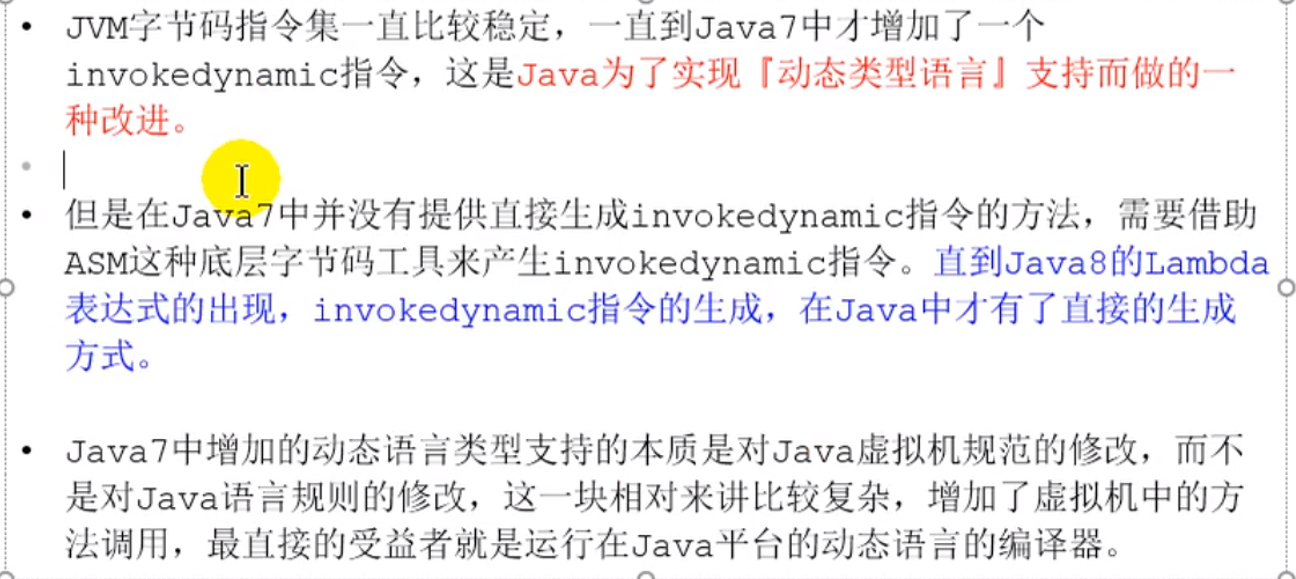 • JVM字节码指令集一直比较稳定，一直到Java7中才增加了一个
invokedynamic指令，这是Java为了实现『动态类型语言』支持而做的一
种改进。
• 但是在Java7中并没有提供直接生成invokedynamic指令的方法，需要借助
ASM这种底层字节码工具来产生invokedynamic指令。直到Java8的Lambda
表达式的出现，invokedynamic指令的生成，在Java中才有了直接的生成
方式。
• Java7中增加的动态语言类型支持的本质是对Java虚拟机规范的修改，而不
是对Java语言规则的修改，这一块相对来讲比较复杂，增加了虚拟机中的方
法调用，最直接的受益者就是运行在Java平台的动态语言的编译器。